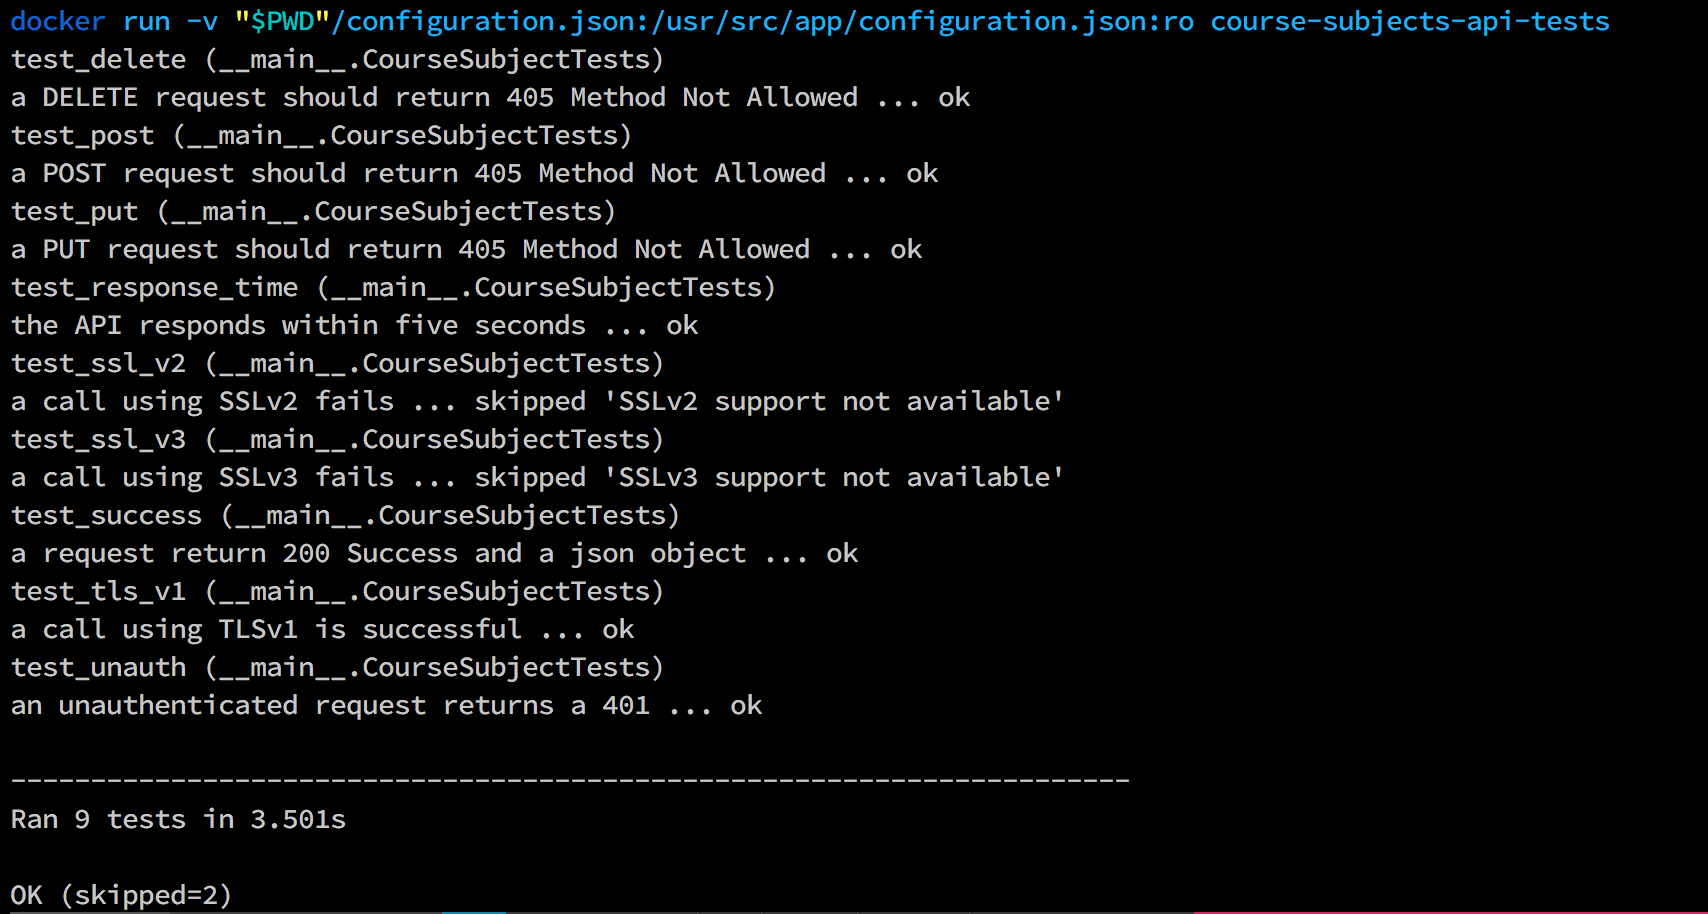 docker run -v "$PWD"/configuration.json:/usr/src/app/configuration.json:ro course-subjects-api-tests
test_delete (__main__.CourseSubjectTests)
a DELETE request should return 405 Method Not Allowed ... ok
test_post (__main__.CourseSubjectTests)
a POST request should return 405 Method Not Allowed ... ok
test_put (__main__.CourseSubjectTests)
a PUT request should return 405 Method Not Allowed ... ok
test_response_time (__main__.CourseSubjectTests)
the API responds within five seconds ... ok
test_ssl_v2 (__main__.CourseSubjectTests)
a call using SSLv2 fails ... skipped 'SSLv2 support not available'
test_ssl_v3 (__main__.CourseSubjectTests)
a call using SSLv3 fails ... skipped 'SSLv3 support not available'
test_success (__main__.CourseSubjectTests)
a request return 200 Success and a json object ... ok
test_tls_v1 (__main__.CourseSubjectTests)
a call using TLSv1 is successful ... ok
test_unauth (__main__.CourseSubjectTests)
an unauthenticated request returns a 401 ... ok
----------------------------------------------------------------------
Ran 9 tests in 3.501s
OK (skipped=2)